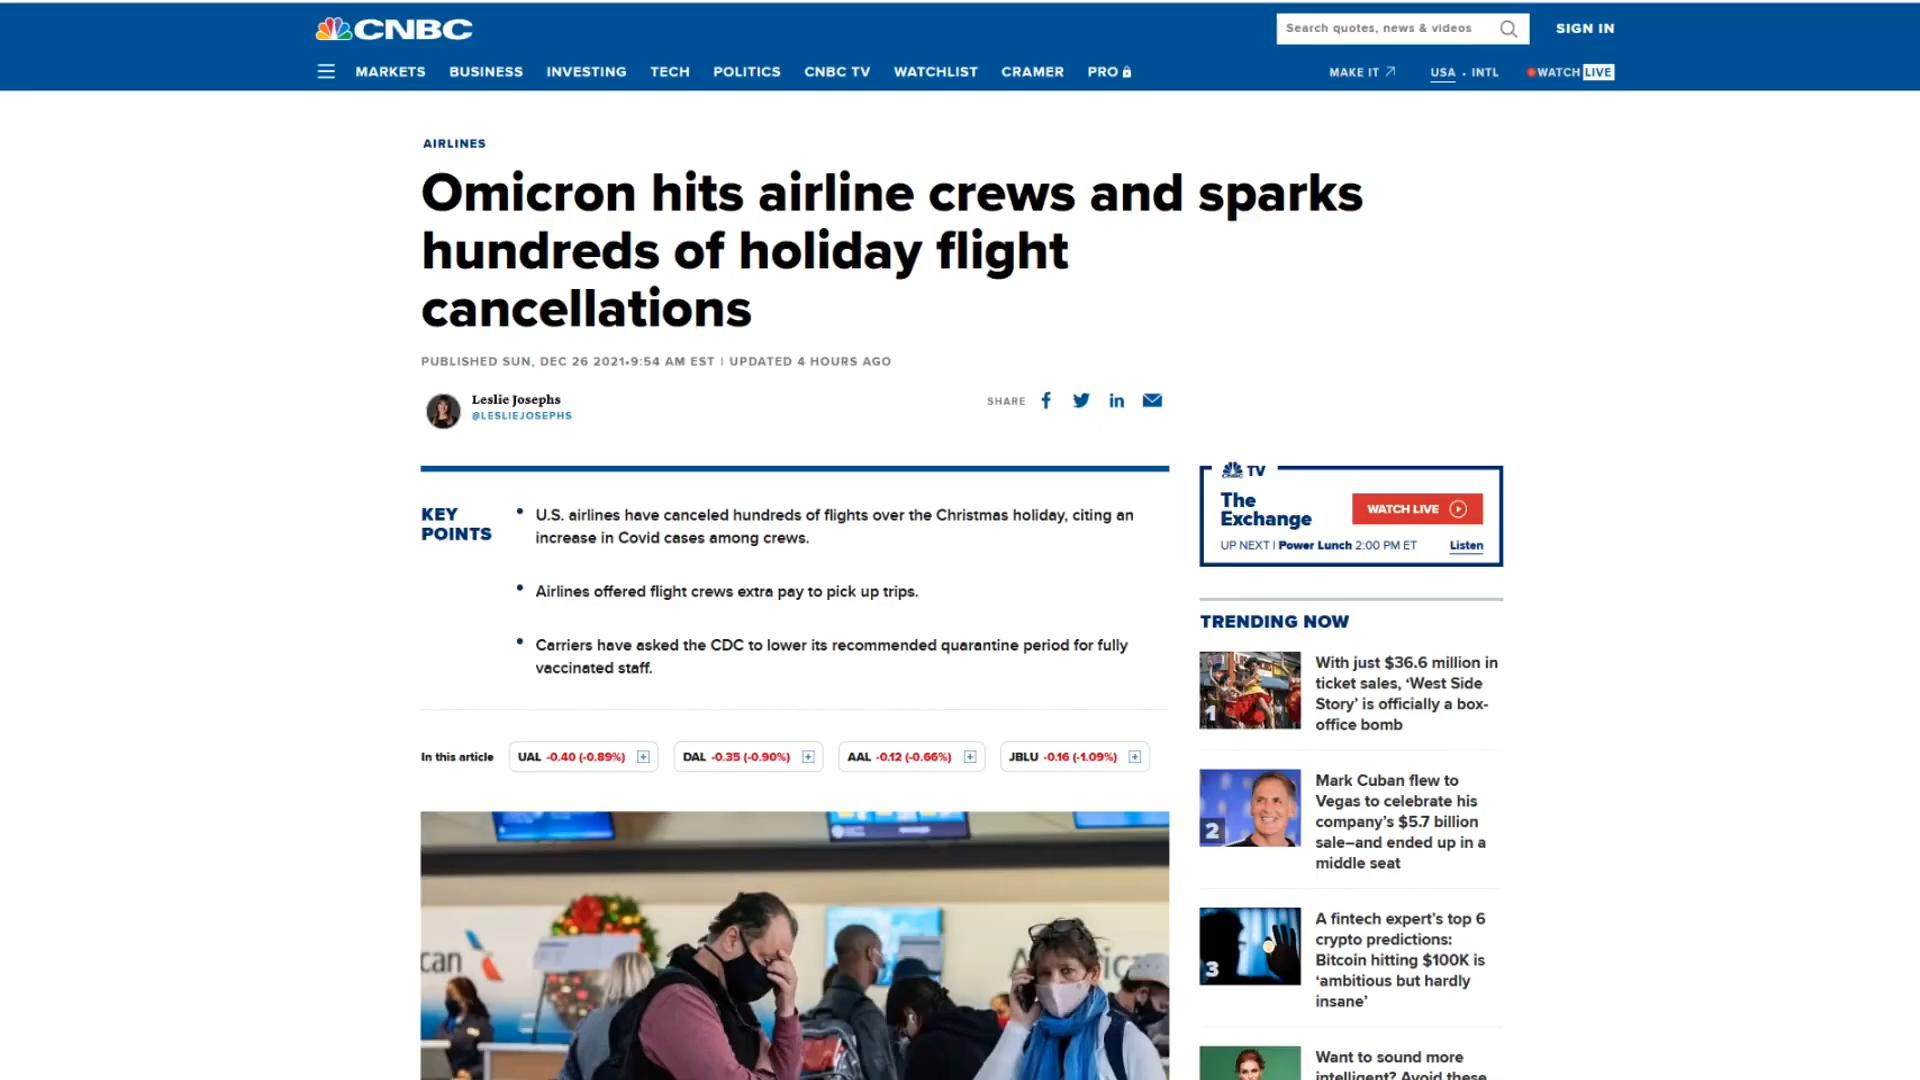 CNBC
Search quotes, news & videos
SIGN IN
MARKETS BUSINESS INVESTING TECH POLITICS CNBC TV WATCHLIST CRAMER PRO
MAKE IT USA • INTL WATCH LIVE
AIRLINES
Omicron hits airline crews and sparks
hundreds of holiday flight
cancellations
PUBLISHED SUN, DEC 26 2021•9:54 AM EST | UPDATED 4 HOURS AGO
Leslie Josephs
@LESLIEJOSEPHS
SHARE
KEY
POINTS
• U.S. airlines have canceled hundreds of flights over the Christmas holiday, citing an
increase in Covid cases among crews.
• Airlines offered flight crews extra pay to pick up trips.
• Carriers have asked the CDC to lower its recommended quarantine period for fully
vaccinated staff.
In this article UAL -0.40 (-0.89%) DAL -0.35 (-0.90%) AAL -0.12 (-0.66%) JBLU -0.16 (-1.09%)
can
CNBC TV
The
Exchange
WATCH LIVE
UP NEXT | Power Lunch 2:00 PM ET Listen
TRENDING NOW
1
With just $36.6 million in
ticket sales, ‘West Side
Story’ is officially a box-
office bomb
2
Mark Cuban flew to
Vegas to celebrate his
company’s $5.7 billion
sale—and ended up in a
middle seat
3
A fintech expert’s top 6
crypto predictions:
Bitcoin hitting $100K is
‘ambitious but hardly
insane’
Want to sound more
intelligent? Avoid these